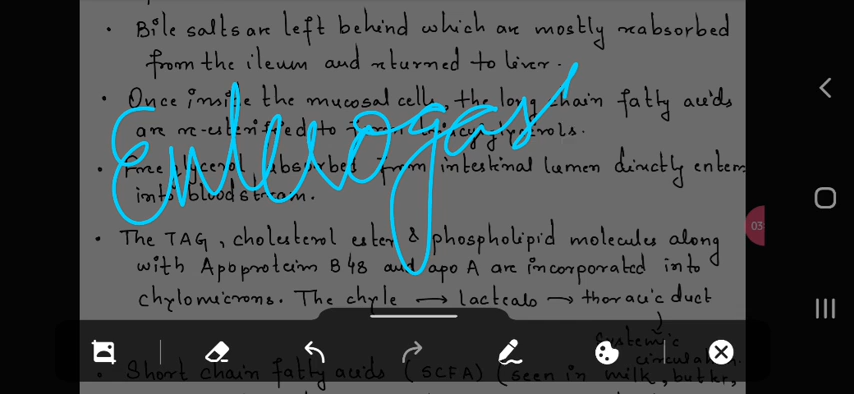 • Bile salts are left behind which are mostly reabsorbed
from the ileum and returned to liver.
• Once inside the mucosal cells, the long chain fatty acids
are re-esterified to form triacylglycerols.
• Free glycerol absorbed from intestinal lumen directly enters
into bloodstream.
• The TAG, cholesterol ester & phospholipid molecules along
with Apoprotein B48 and apo A are incorporated into
chylomicrons. The chyle → lacteals → thoracic duct
↓
Systemic
circulation.
• Short chain fatty acids (SCFA) (seen in milk, butter,
03